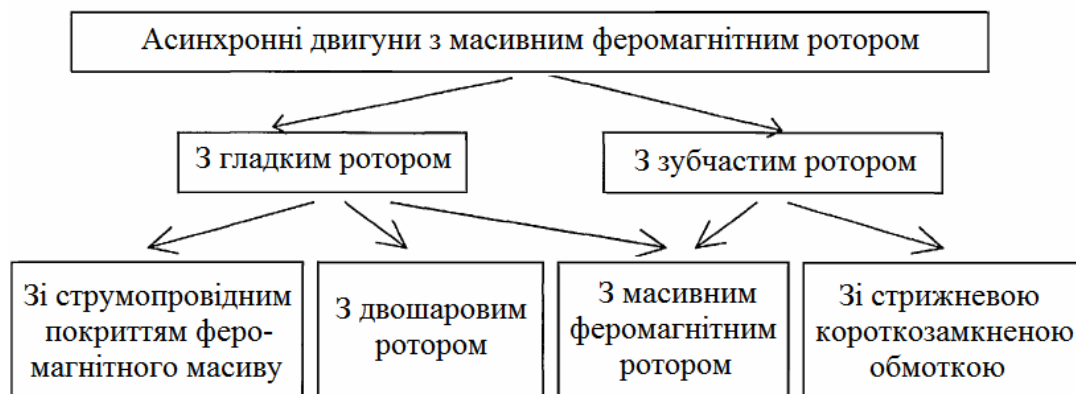 Асинхронні двигуни з масивним феромагнітним ротором
З гладким ротором
З зубчастим ротором
Зі струмопровідним
покриттям феро-
магнітного масиву
З двошаровим
ротором
З масивним
феромагнітним
ротором
Зі стрижневою
короткозамкненою
обмоткою